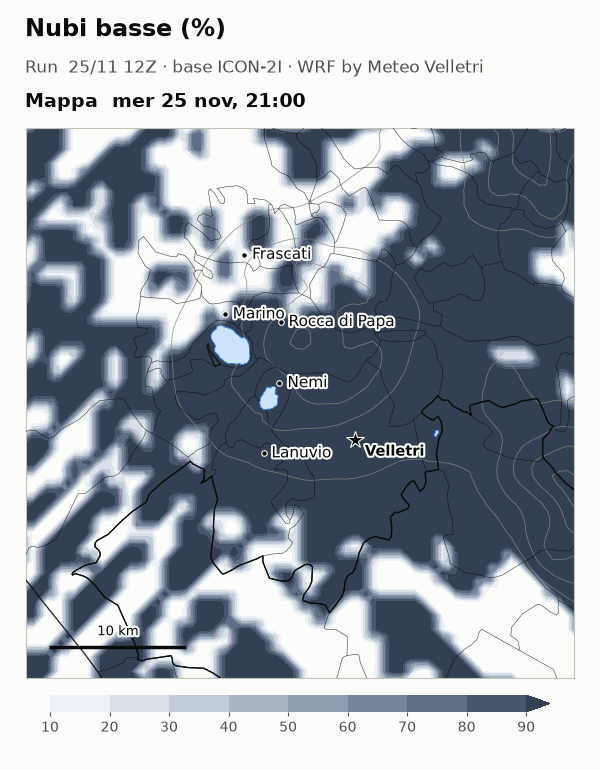 Nubi basse (%)
Run  25/11 12Z · base ICON-2I · WRF by Meteo Velletri
Mappa  mer 25 nov, 21:00
Frascati
Marino
Rocca di Papa
Nemi
Velletri
Lanuvio
10 km
10 20 30 40 50 60 70 80 90